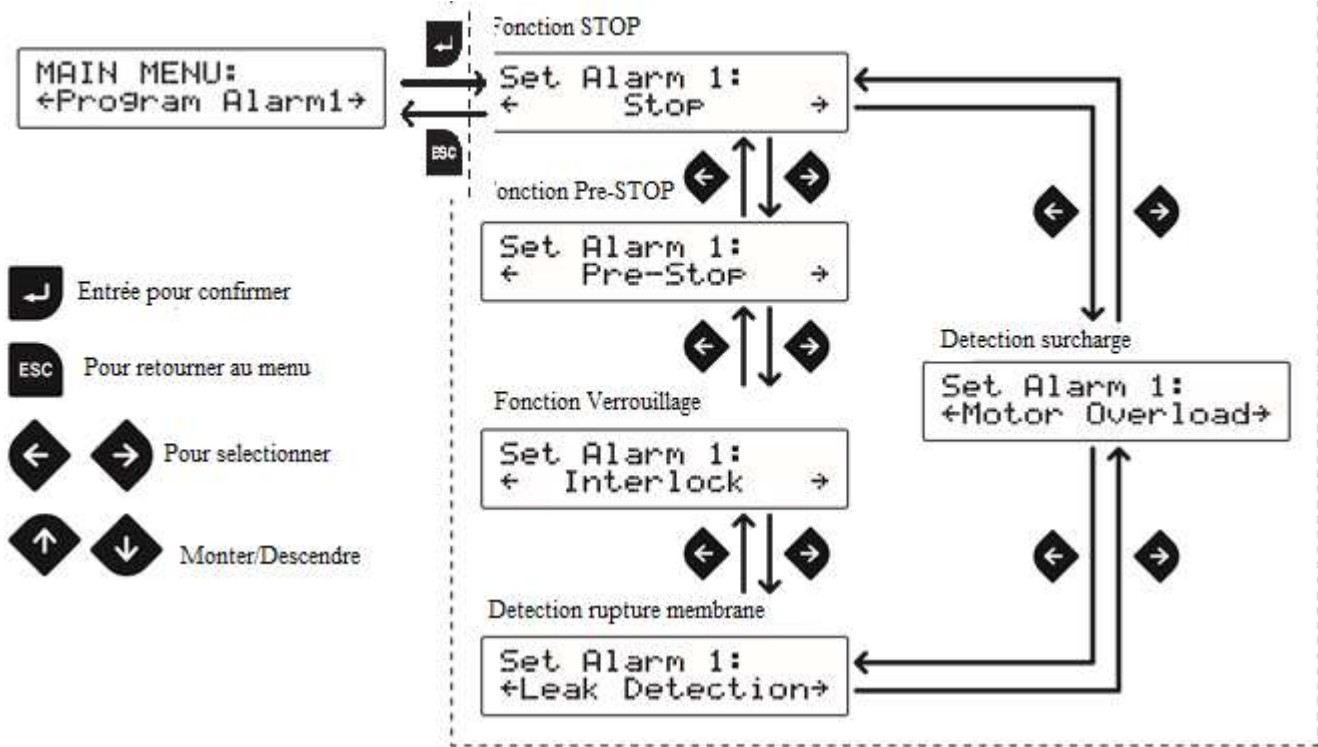 Fonction STOP
MAIN MENU:
←Program Alarm1→
Set Alarm 1:
← Stop →
ESC
onction Pre-STOP
Set Alarm 1:
← Pre-Stop →
Entrée pour confirmer
ESC Pour retourner au menu
Detection surcharge
Set Alarm 1:
←Motor Overload→
Fonction Verrouillage
Set Alarm 1:
← Interlock →
Pour selectionner
Monter/Descendre
Detection rupture membrane
Set Alarm 1:
←Leak Detection→